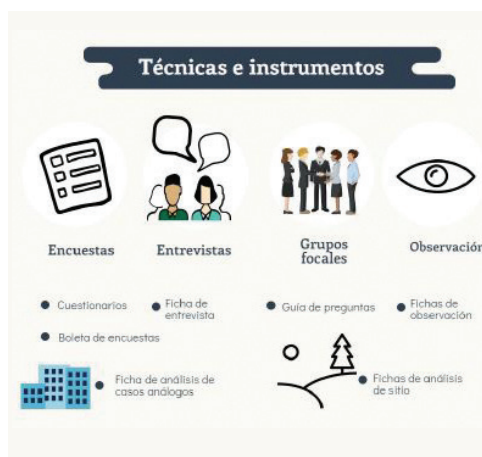 Técnicas e instrumentos
Encuestas
Entrevistas
Grupos
focales
Observación
Cuestionarios
Boleta de encuestas
Ficha de
entrevista
Guía de preguntas
Fichas de
observación
Ficha de análisis de
casos análogos
Fichas de análisis
de sitio